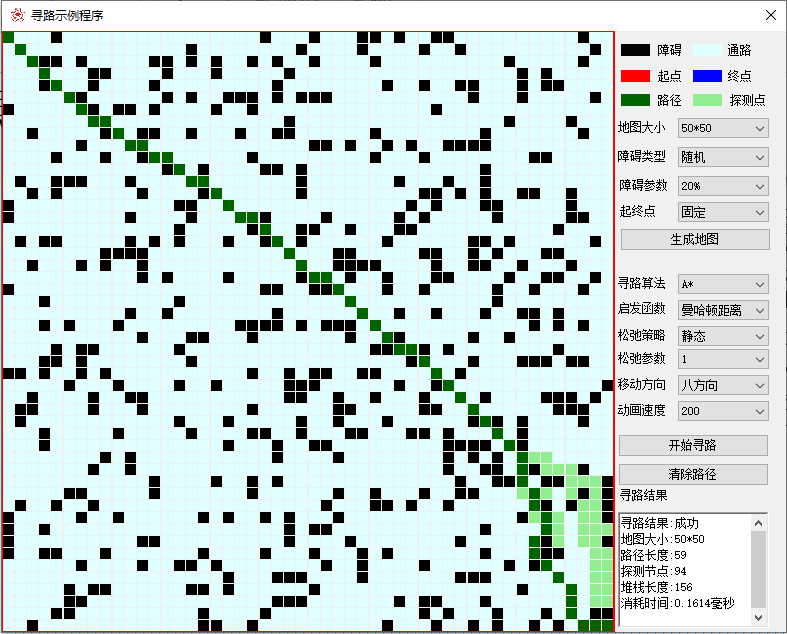 寻路示例程序
障碍 通路
起点 终点
路径 探测点
地图大小 50*50
障碍类型 随机
障碍参数 20%
起终点 固定
生成地图
寻路算法 A*
启发函数 曼哈顿距离
松弛策略 静态
松弛参数 1
移动方向 八方向
动画速度 200
开始寻路
清除路径
寻路结果
寻路结果:成功
地图大小:50*50
路径长度:59
探测节点:94
堆栈长度:156
消耗时间:0.1614毫秒